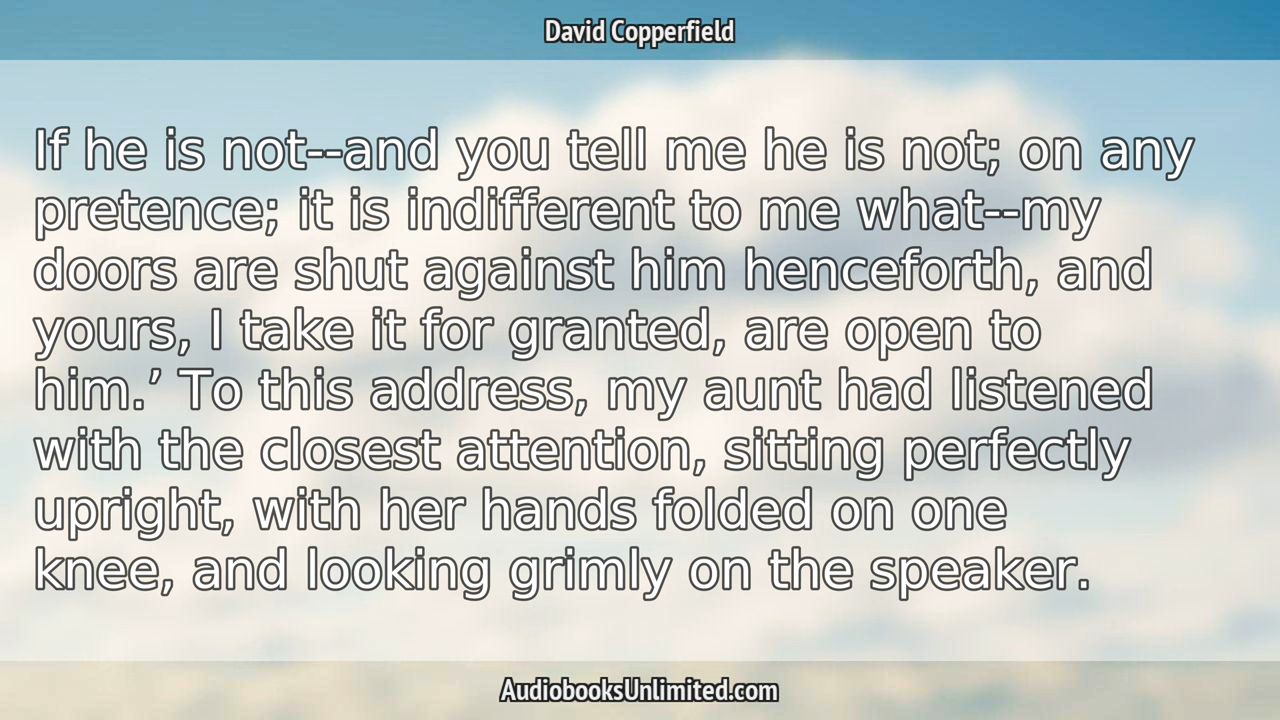 David Copperfield
If he is not--and you tell me he is not; on any
pretence; it is indifferent to me what--my
doors are shut against him henceforth, and
yours, I take it for granted, are open to
him.’ To this address, my aunt had listened
with the closest attention, sitting perfectly
upright, with her hands folded on one
knee, and looking grimly on the speaker.
AudiobooksUnlimited.com